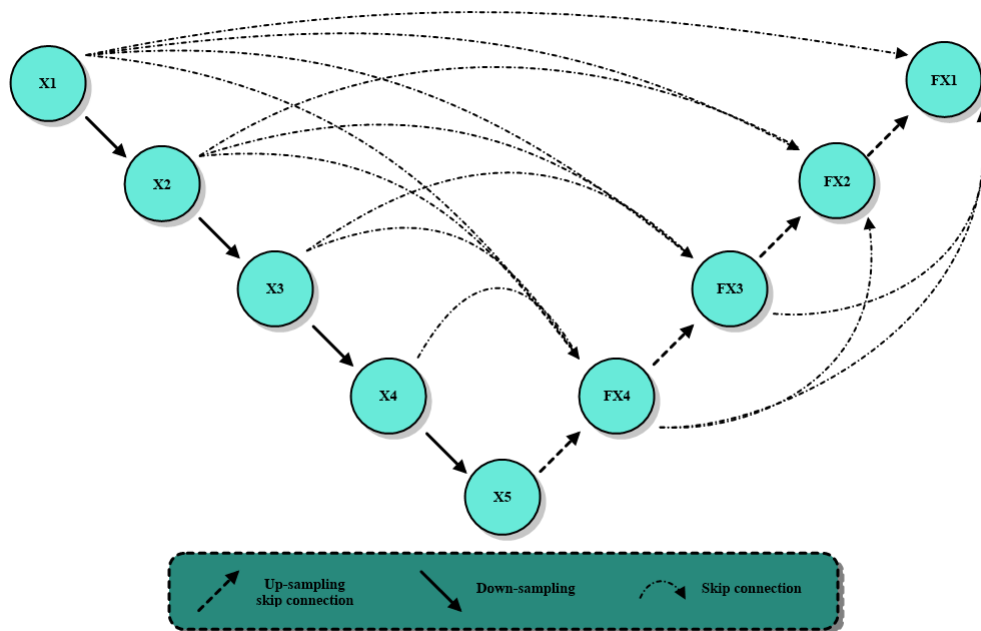 X1
FX1
X2
FX2
X3
FX3
X4
FX4
X5
Up-sampling
skip connection
Down-sampling
Skip connection